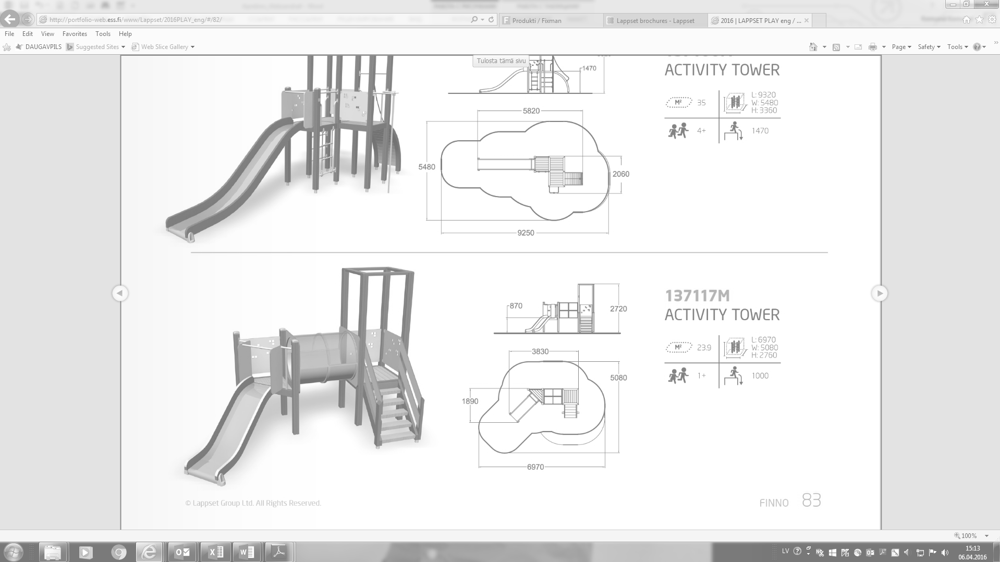 http://portfolio-web.ess.fi/www/Lappset/2016PLAY_eng/#/82/
Produkti / Fixman
Lappset brochures - Lappset
2016 | LAPPSET PLAY eng / ...
File Edit View Favorites Tools Help
DAUGAVPILS Suggested Sites Web Slice Gallery
Page Safety Tools
Tulosta tämä sivu
1470
ACTIVITY TOWER
M² 35
L: 9320
W: 5480
H: 3360
4+ 1470
5820
5480
2060
9250
137117M
ACTIVITY TOWER
M² 23.9
L: 6970
W: 5080
H: 2760
1+ 1000
870
2720
3830
5080
1890
6970
© Lappset Group Ltd. All Rights Reserved.
FINNO 83
100%
LV
15:13
06.04.2016